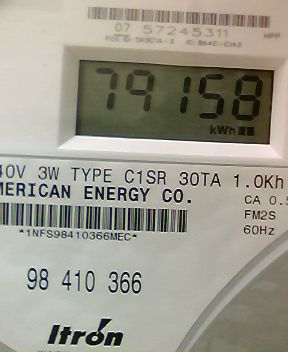 07 57245311
79158
kWh
40V 3W TYPE C1SR 30TA 1.0Kh
MERICAN ENERGY CO.
CA 0.5
FM2S
60Hz
*1NFS98410366MEC*
98 410 366
Itron